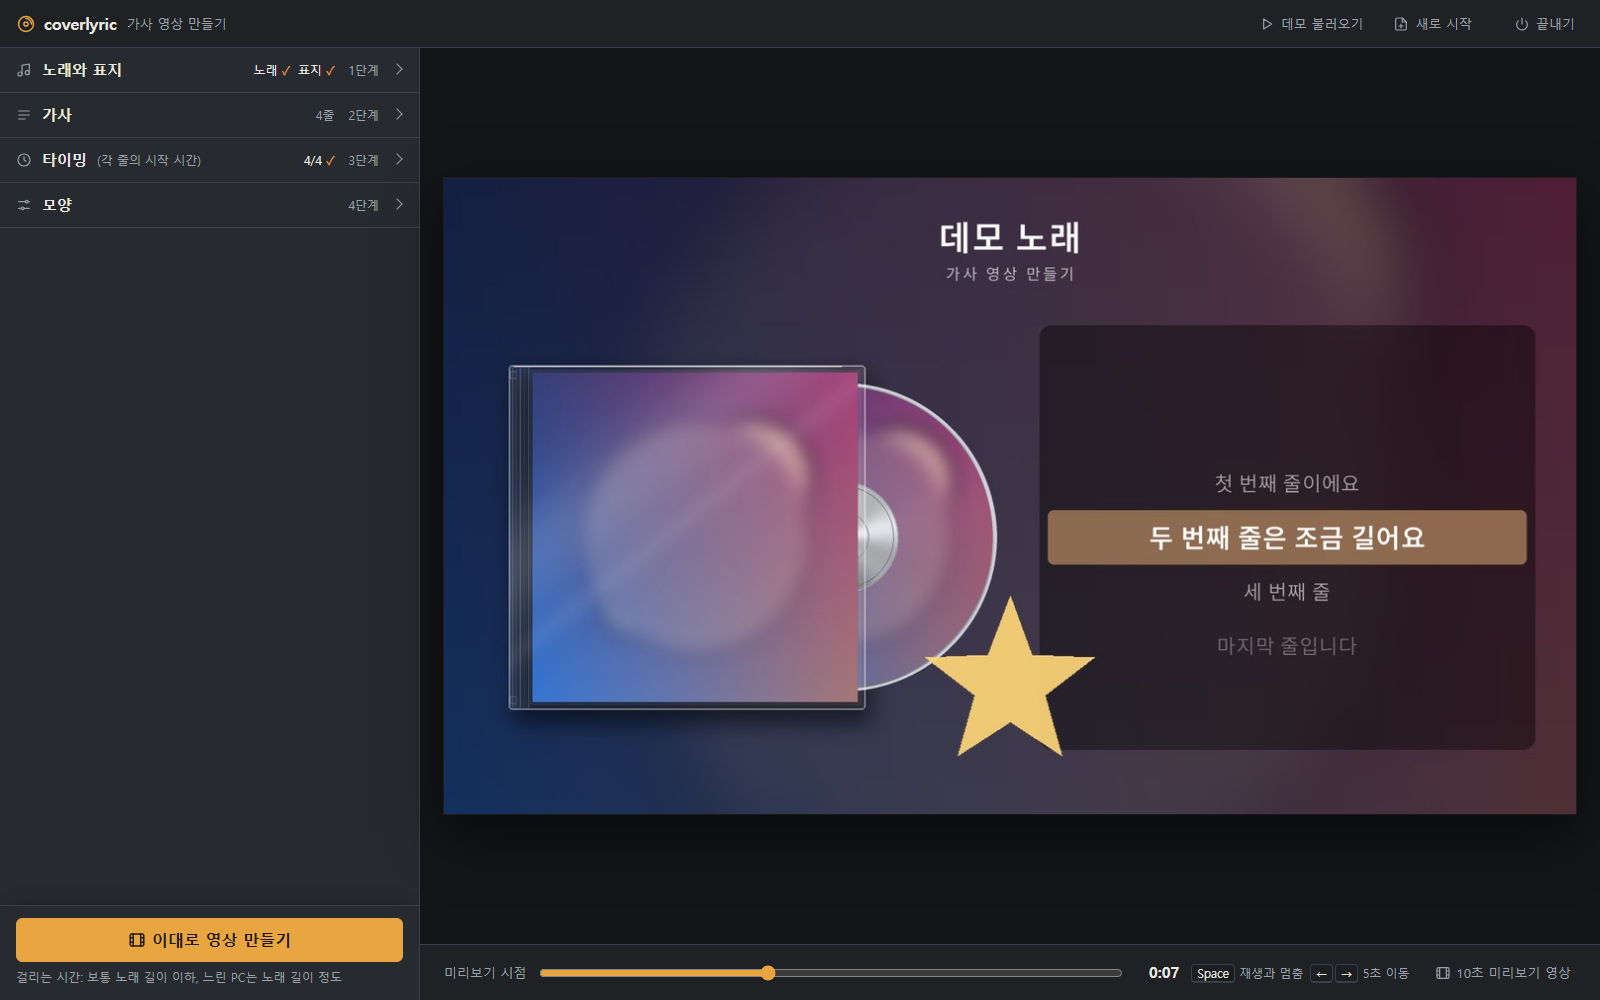 coverlyric 가사 영상 만들기
데모 불러오기 새로 시작 끝내기
노래와 표지 노래 ✓ 표지 ✓ 1단계
가사 4줄 2단계
타이밍 (각 줄의 시작 시간) 4/4 ✓ 3단계
모양 4단계
데모 노래
가사 영상 만들기
첫 번째 줄이에요
두 번째 줄은 조금 길어요
세 번째 줄
마지막 줄입니다
이대로 영상 만들기
걸리는 시간: 보통 노래 길이 이하, 느린 PC는 노래 길이 정도
미리보기 시점 0:07 Space 재생과 멈춤 ← → 5초 이동 10초 미리보기 영상